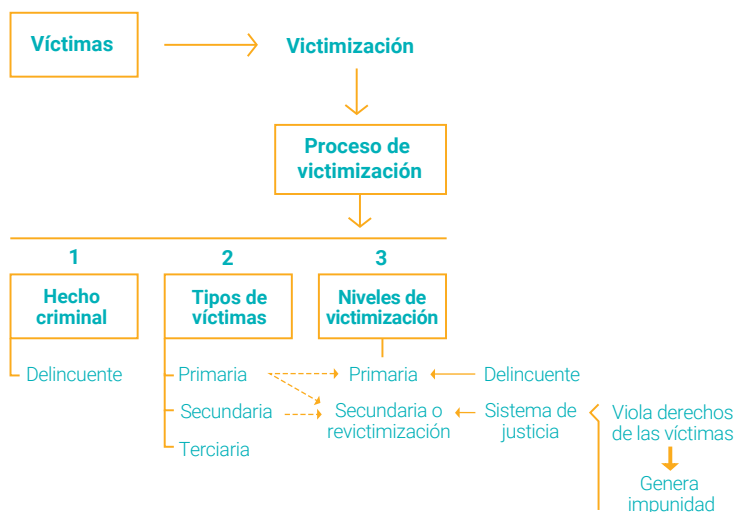 Víctimas
Victimización
Proceso de
victimización
1
2
3
Hecho
criminal
Tipos de
víctimas
Niveles de
victimización
Delincuente
Primaria
Primaria
Delincuente
Secundaria
Secundaria o
revictimización
Sistema de
justicia
Viola derechos
de las víctimas
Terciaria
Genera
impunidad